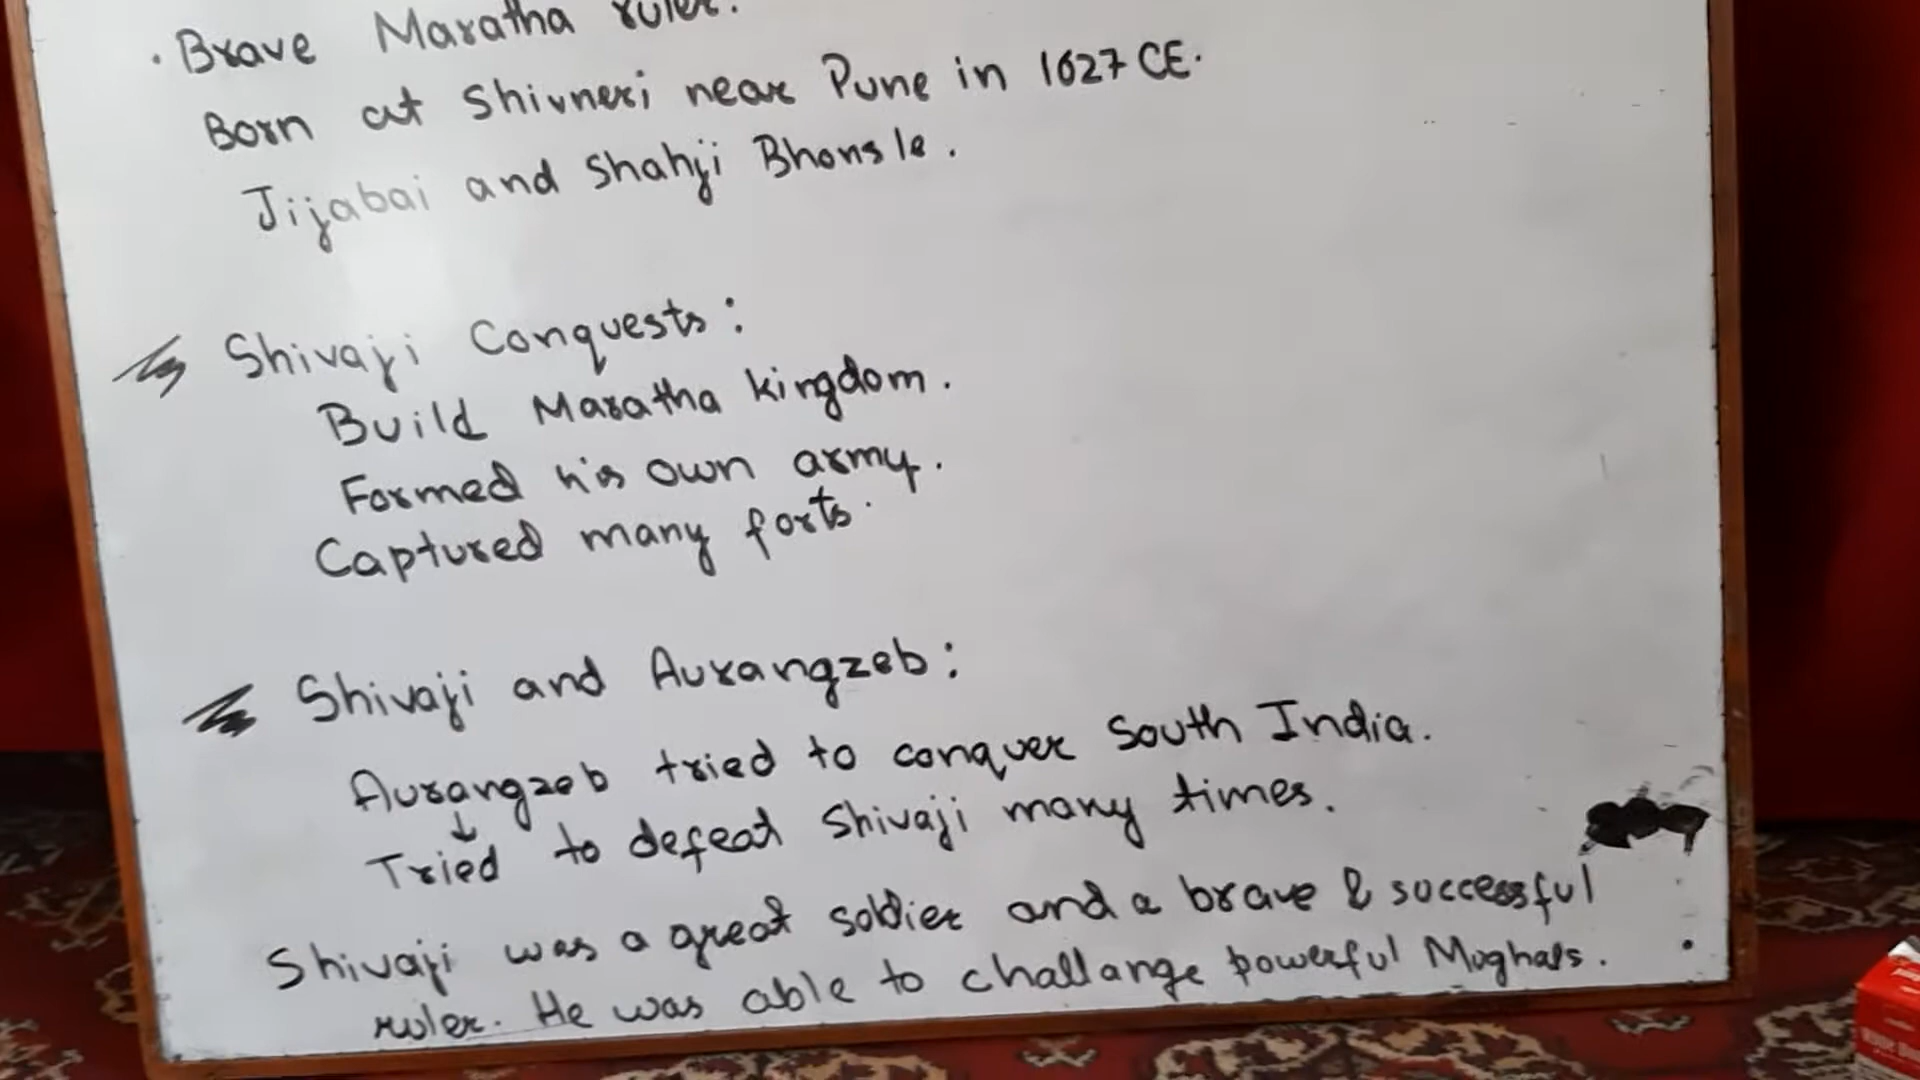 . Brave Maratha ruler.
Born at Shivneri near Pune in 1627 CE.
Jijabai and Shahji Bhonsle.
Shivaji Conquests:
Build Maratha kingdom.
Formed his own army.
Captured many forts.
Shivaji and Aurangzeb:
Aurangzeb tried to conquer South India.
↓
Tried to defeat Shivaji many times.
Shivaji was a great soldier and a brave & successful
ruler. He was able to challange powerful Mughals.